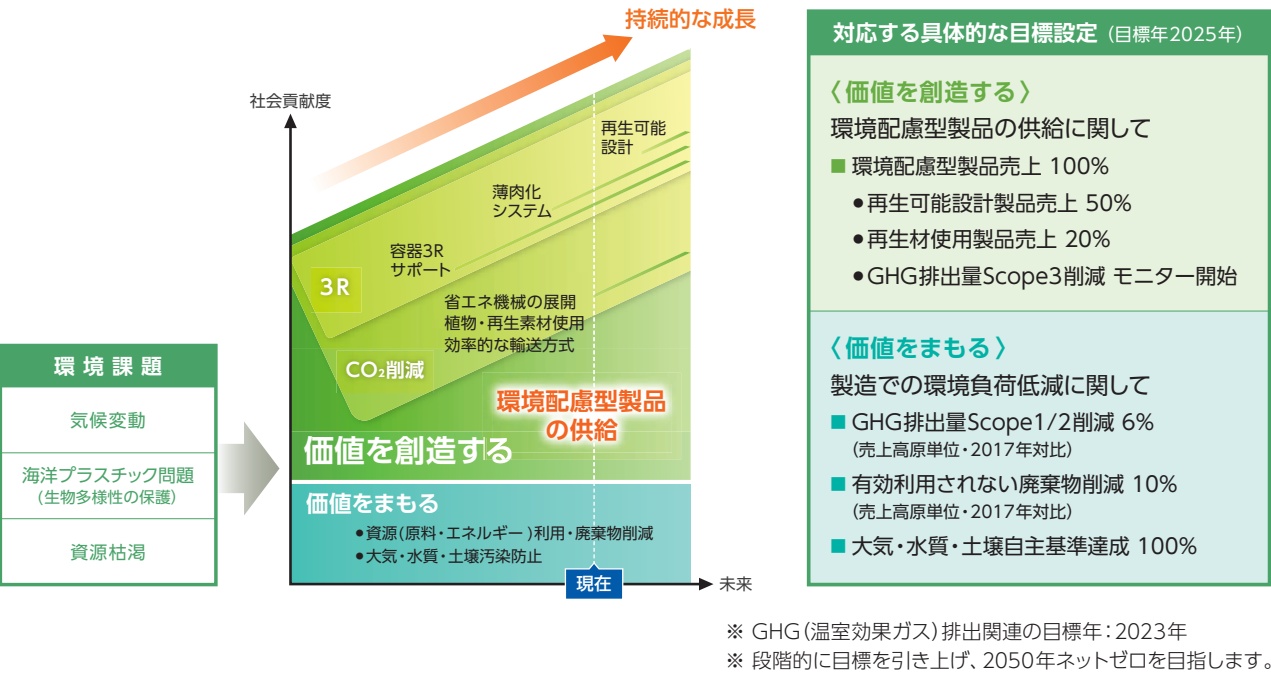 持続的な成長
社会貢献度
再生可能
設計
薄肉化
システム
容器3R
サポート
3R
省エネ機械の展開
植物・再生素材使用
効率的な輸送方式
CO₂削減
環境配慮型製品
の供給
価値を創造する
価値をまもる
●資源(原料・エネルギー)利用・廃棄物削減
●大気・水質・土壌汚染防止
現在
未来
環境課題
気候変動
海洋プラスチック問題
(生物多様性の保護)
資源枯渇
対応する具体的な目標設定(目標年2025年)
〈価値を創造する〉
環境配慮型製品の供給に関して
■環境配慮型製品売上 100%
●再生可能設計製品売上 50%
●再生材使用製品売上 20%
●GHG排出量Scope3削減 モニター開始
〈価値をまもる〉
製造での環境負荷低減に関して
■GHG排出量Scope1/2削減 6%
(売上高原単位・2017年対比)
■有効利用されない廃棄物削減 10%
(売上高原単位・2017年対比)
■大気・水質・土壌自主基準達成 100%
※ GHG(温室効果ガス)排出関連の目標年:2023年
※ 段階的に目標を引き上げ、2050年ネットゼロを目指します。